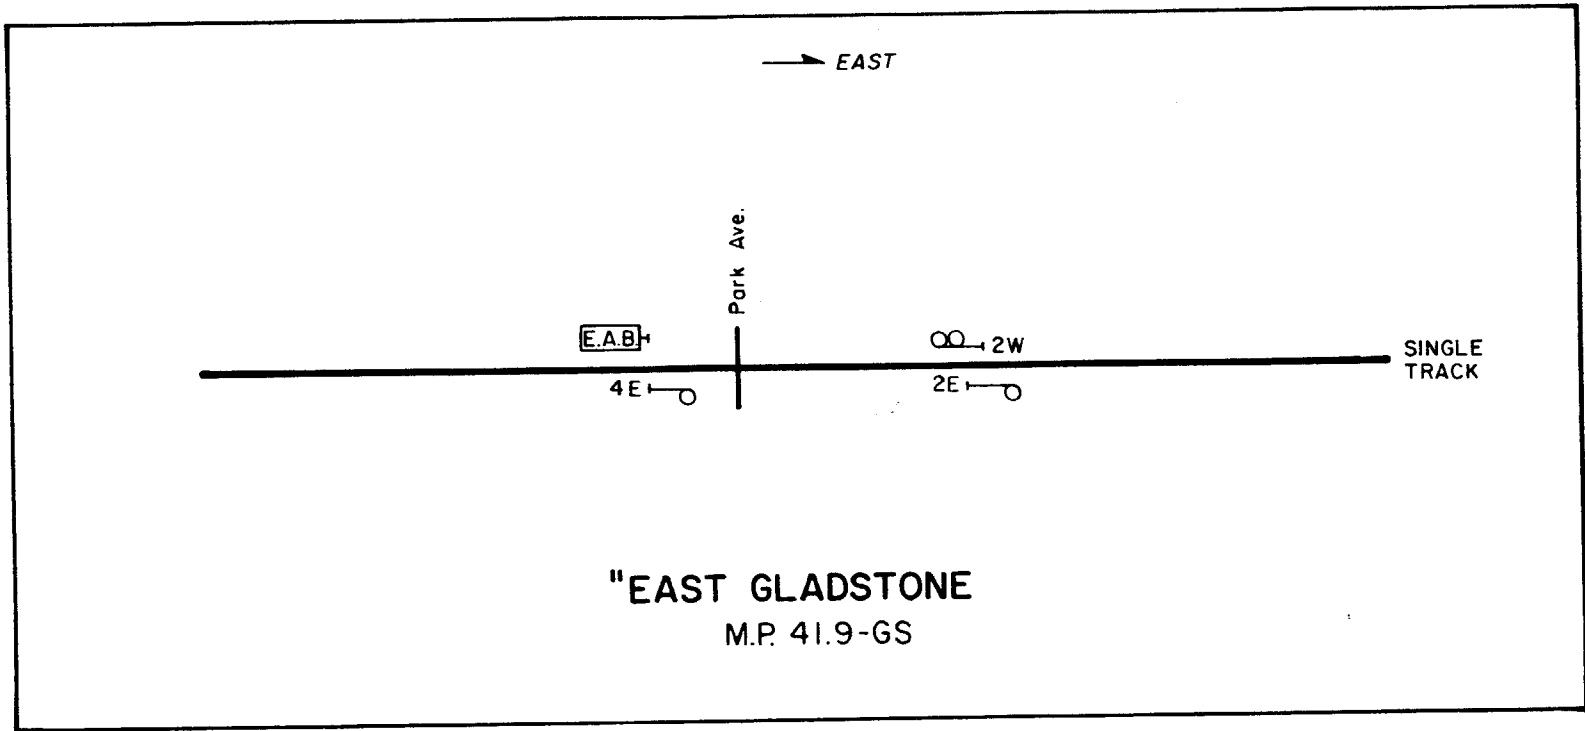 EAST
Park Ave.
E.A.B.
2W
4E
2E
SINGLE
TRACK
"EAST GLADSTONE
M.P. 41.9-GS